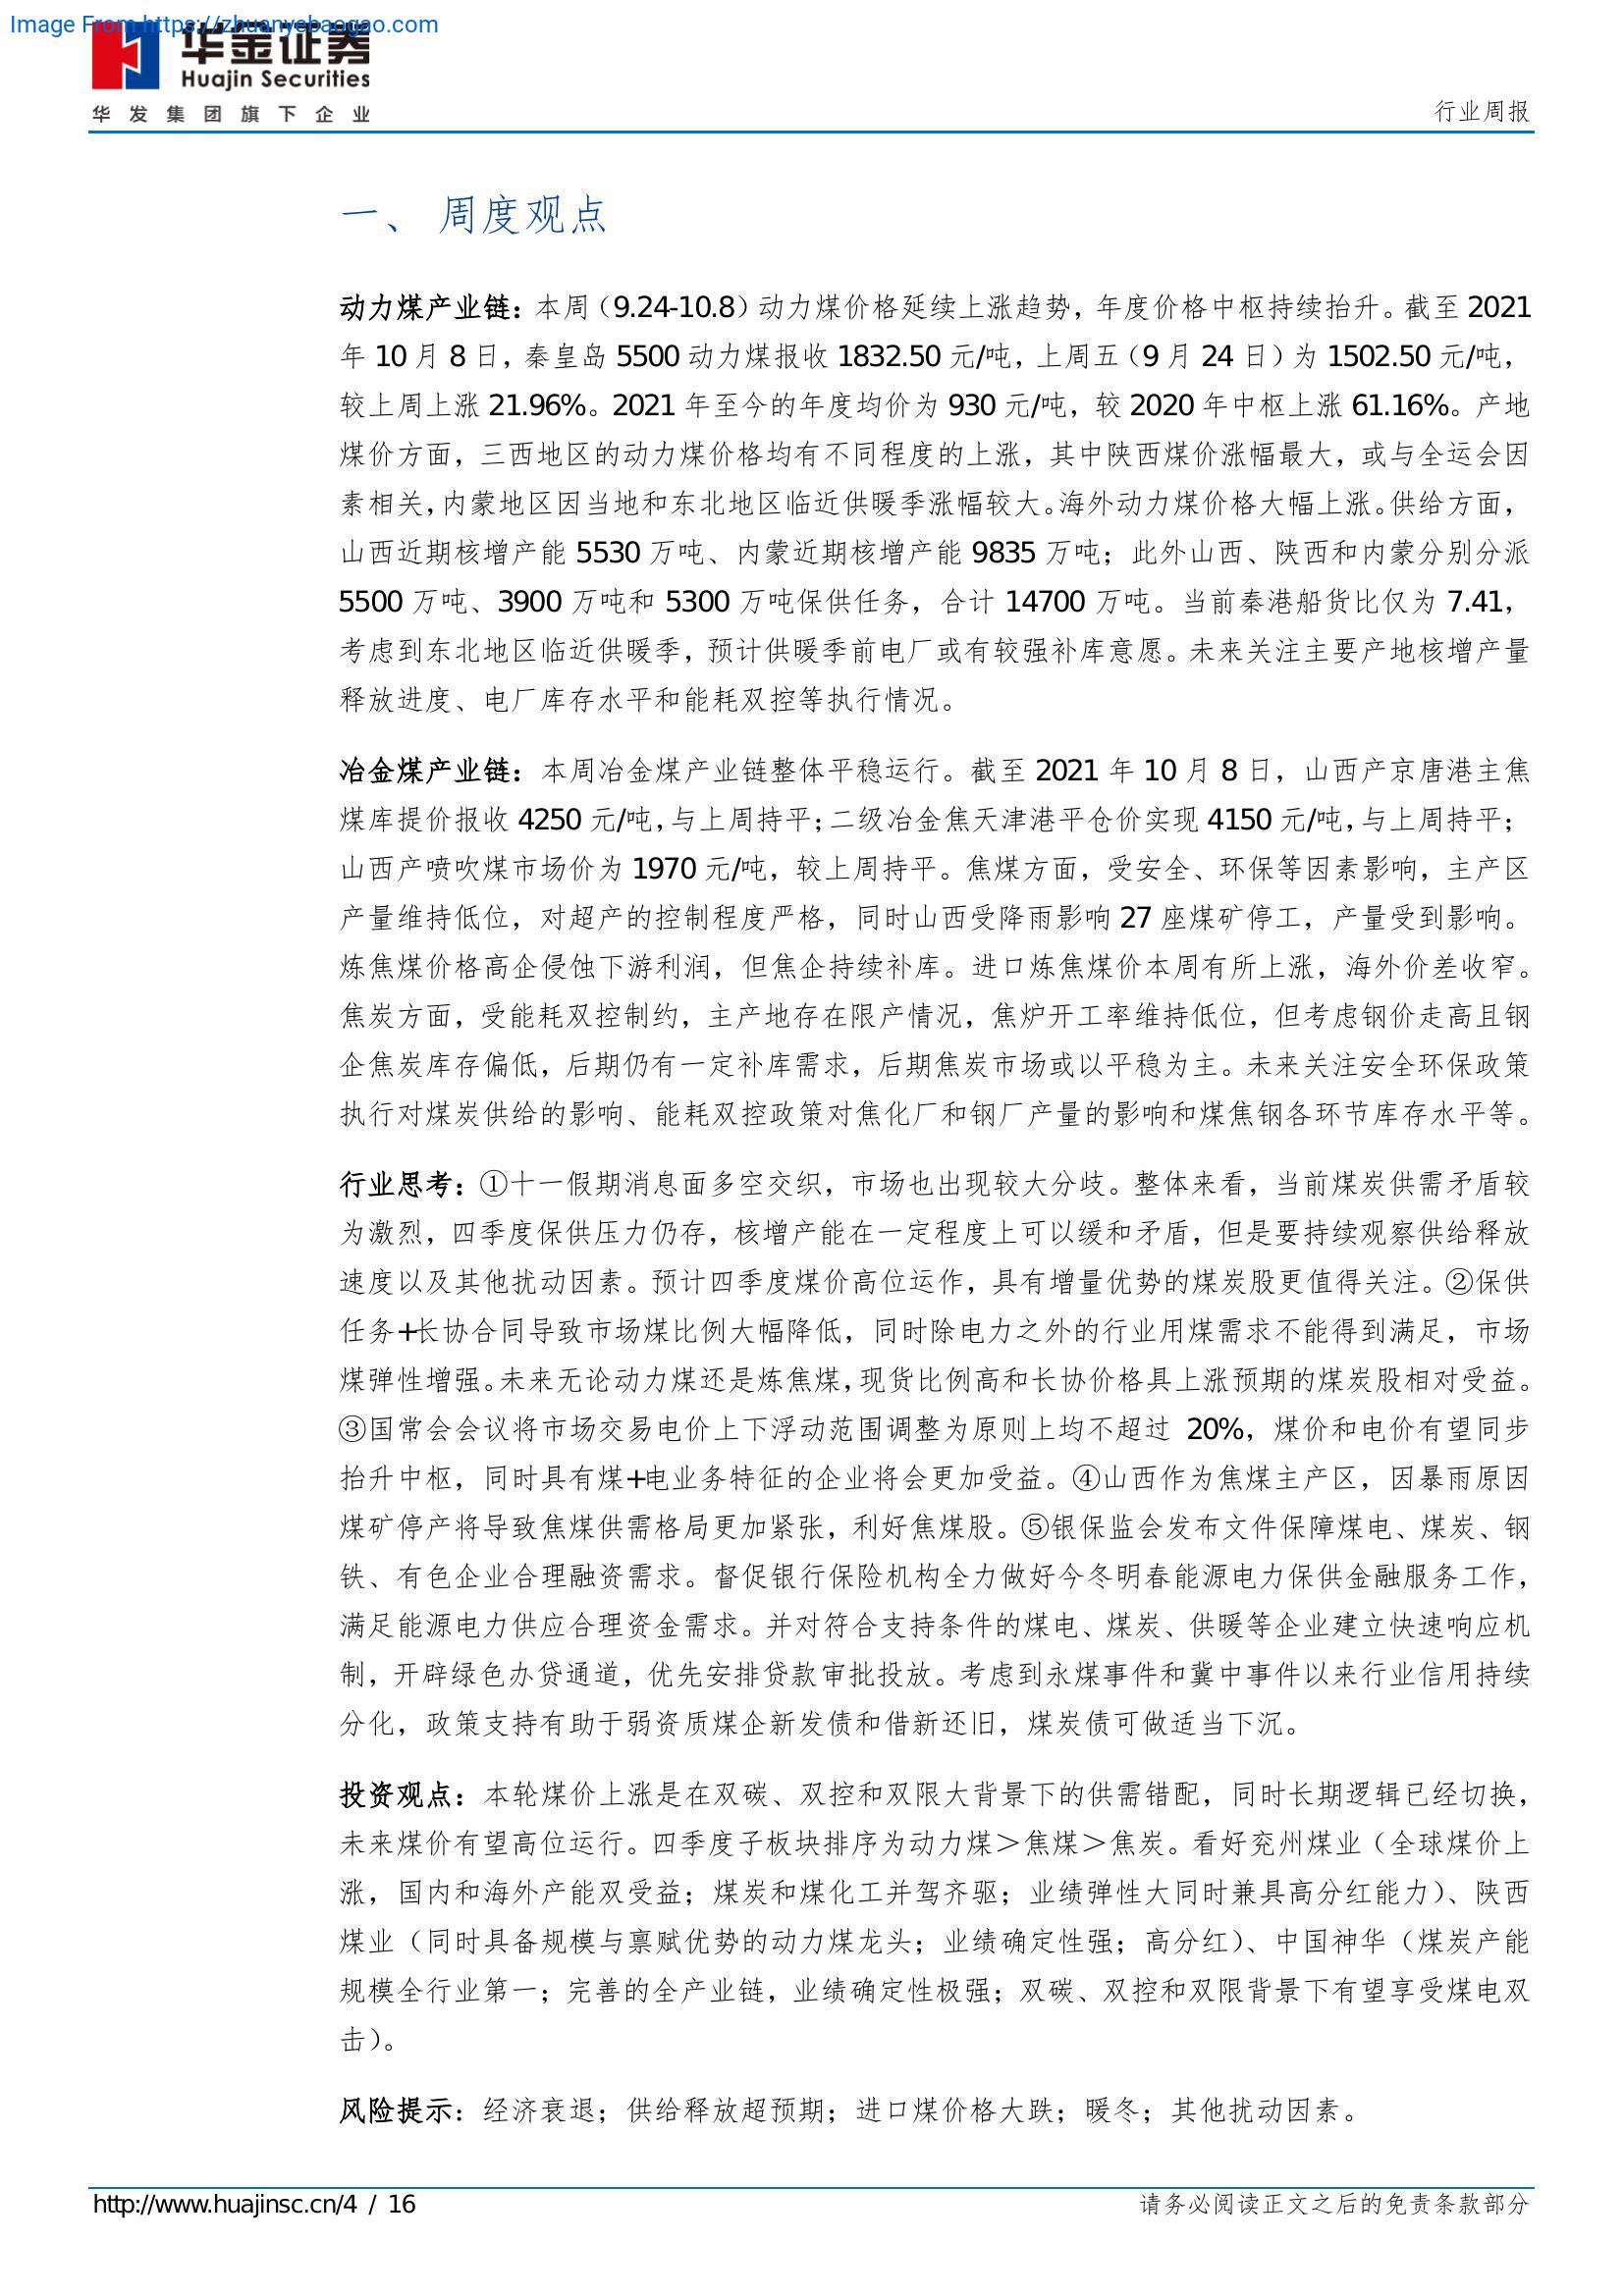 Image From https://zhuanyebaogao.com
华金证券
Huajin Securities
华发集团旗下企业
行业周报
一、 周度观点
动力煤产业链：本周（9.24-10.8）动力煤价格延续上涨趋势，年度价格中枢持续抬升。截至 2021
年 10 月 8 日，秦皇岛 5500 动力煤报收 1832.50 元/吨，上周五（9 月 24 日）为 1502.50 元/吨，
较上周上涨 21.96%。2021 年至今的年度均价为 930 元/吨，较 2020 年中枢上涨 61.16%。产地
煤价方面，三西地区的动力煤价格均有不同程度的上涨，其中陕西煤价涨幅最大，或与全运会因
素相关，内蒙地区因当地和东北地区临近供暖季涨幅较大。海外动力煤价格大幅上涨。供给方面，
山西近期核增产能 5530 万吨、内蒙近期核增产能 9835 万吨；此外山西、陕西和内蒙分别分派
5500 万吨、3900 万吨和 5300 万吨保供任务，合计 14700 万吨。当前秦港船货比仅为 7.41，
考虑到东北地区临近供暖季，预计供暖季前电厂或有较强补库意愿。未来关注主要产地核增产量
释放进度、电厂库存水平和能耗双控等执行情况。
冶金煤产业链：本周冶金煤产业链整体平稳运行。截至 2021 年 10 月 8 日，山西产京唐港主焦
煤库提价报收 4250 元/吨，与上周持平；二级冶金焦天津港平仓价实现 4150 元/吨，与上周持平；
山西产喷吹煤市场价为 1970 元/吨，较上周持平。焦煤方面，受安全、环保等因素影响，主产区
产量维持低位，对超产的控制程度严格，同时山西受降雨影响 27 座煤矿停工，产量受到影响。
炼焦煤价格高企侵蚀下游利润，但焦企持续补库。进口炼焦煤价本周有所上涨，海外价差收窄。
焦炭方面，受能耗双控制约，主产地存在限产情况，焦炉开工率维持低位，但考虑钢价走高且钢
企焦炭库存偏低，后期仍有一定补库需求，后期焦炭市场或以平稳为主。未来关注安全环保政策
执行对煤炭供给的影响、能耗双控政策对焦化厂和钢厂产量的影响和煤焦钢各环节库存水平等。
行业思考：①十一假期消息面多空交织，市场也出现较大分歧。整体来看，当前煤炭供需矛盾较
为激烈，四季度保供压力仍存，核增产能在一定程度上可以缓和矛盾，但是要持续观察供给释放
速度以及其他扰动因素。预计四季度煤价高位运作，具有增量优势的煤炭股更值得关注。②保供
任务+长协合同导致市场煤比例大幅降低，同时除电力之外的行业用煤需求不能得到满足，市场
煤弹性增强。未来无论动力煤还是炼焦煤，现货比例高和长协价格具上涨预期的煤炭股相对受益。
③国常会会议将市场交易电价上下浮动范围调整为原则上均不超过 20%，煤价和电价有望同步
抬升中枢，同时具有煤+电业务特征的企业将会更加受益。④山西作为焦煤主产区，因暴雨原因
煤矿停产将导致焦煤供需格局更加紧张，利好焦煤股。⑤银保监会发布文件保障煤电、煤炭、钢
铁、有色企业合理融资需求。督促银行保险机构全力做好今冬明春能源电力保供金融服务工作，
满足能源电力供应合理资金需求。并对符合支持条件的煤电、煤炭、供暖等企业建立快速响应机
制，开辟绿色办贷通道，优先安排贷款审批投放。考虑到永煤事件和冀中事件以来行业信用持续
分化，政策支持有助于弱资质煤企新发债和借新还旧，煤炭债可做适当下沉。
投资观点：本轮煤价上涨是在双碳、双控和双限大背景下的供需错配，同时长期逻辑已经切换，
未来煤价有望高位运行。四季度子板块排序为动力煤＞焦煤＞焦炭。看好兖州煤业（全球煤价上
涨，国内和海外产能双受益；煤炭和煤化工并驾齐驱；业绩弹性大同时兼具高分红能力）、陕西
煤业（同时具备规模与禀赋优势的动力煤龙头；业绩确定性强；高分红）、中国神华（煤炭产能
规模全行业第一；完善的全产业链，业绩确定性极强；双碳、双控和双限背景下有望享受煤电双
击）。
风险提示：经济衰退；供给释放超预期；进口煤价格大跌；暖冬；其他扰动因素。
http://www.huajinsc.cn/4 / 16
请务必阅读正文之后的免责条款部分